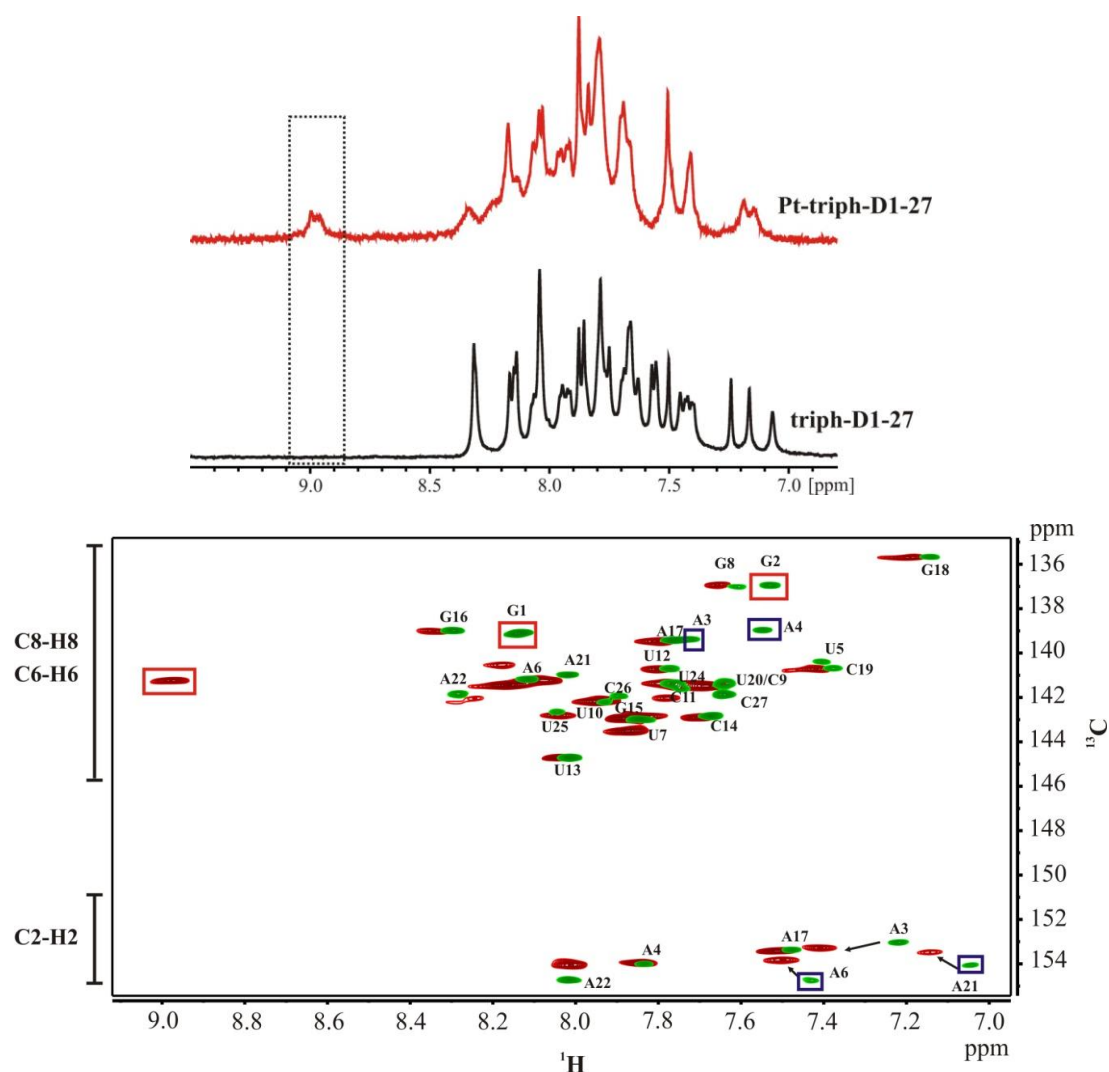 Pt-triph-D1-27
triph-D1-27
9.0 8.5 8.0 7.5 7.0 [ppm]
ppm
136
G8 G2
G18
138
G16 G1 A17 A3 A4
C8-H8
140
U12 U5
C6-H6
A22 A6 A21 U24 C19
C26 U20/C9
142
U10 G15 C11 C27
U25 U7 C14
144
U13
146
148
150
152
C2-H2
A4 A17 A3
154
A22 A6 A21
13C
9.0 8.8 8.6 8.4 8.2 8.0 7.8 7.6 7.4 7.2 7.0
ppm
1H